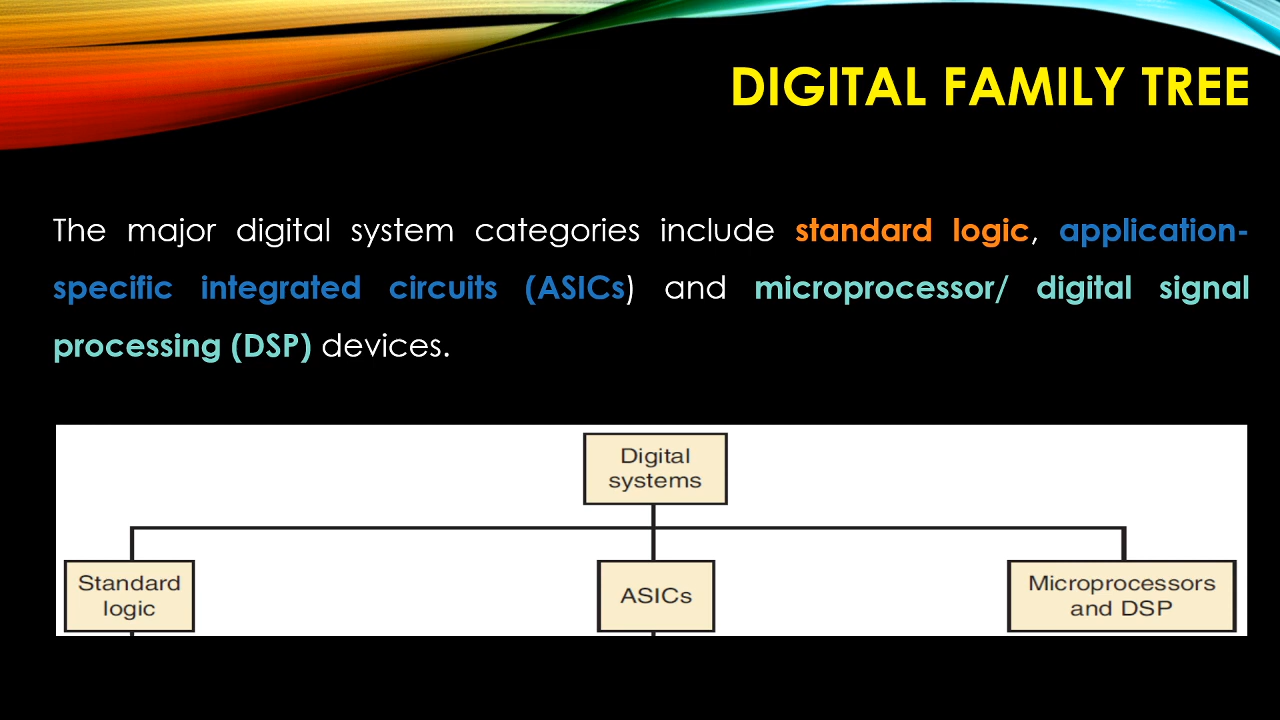 DIGITAL FAMILY TREE
The major digital system categories include standard logic, application-
specific integrated circuits (ASICs) and microprocessor/ digital signal
processing (DSP) devices.
Digital
systems
Standard
logic
ASICs
Microprocessors
and DSP